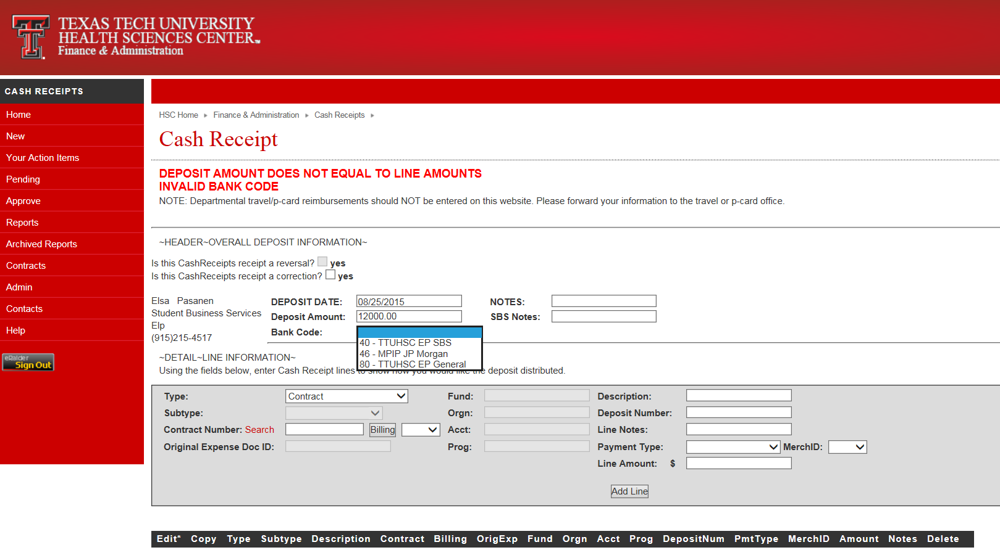 TEXAS TECH UNIVERSITY
HEALTH SCIENCES CENTER™
Finance & Administration
CASH RECEIPTS
Home
New
Your Action Items
Pending
Approve
Reports
Archived Reports
Contracts
Admin
Contacts
Help
eRaider
Sign Out
HSC Home Finance & Administration Cash Receipts
Cash Receipt
DEPOSIT AMOUNT DOES NOT EQUAL TO LINE AMOUNTS
INVALID BANK CODE
NOTE: Departmental travel/p-card reimbursements should NOT be entered on this website. Please forward your information to the travel or p-card office.
~HEADER~OVERALL DEPOSIT INFORMATION~
Is this CashReceipts receipt a reversal? yes
Is this CashReceipts receipt a correction? yes
Elsa Pasanen
Student Business Services
Elp
(915)215-4517
DEPOSIT DATE: 08/25/2015 NOTES:
Deposit Amount: 12000.00 SBS Notes:
Bank Code:
40 - TTUHSC EP SBS
46 - MPIP JP Morgan
80 - TTUHSC EP General
~DETAIL~LINE INFORMATION~
Using the fields below, enter Cash Receipt lines to show how you would like the deposit distributed.
Type: Contract Fund: Description:
Subtype: Orgn: Deposit Number:
Contract Number: Search Billing Acct: Line Notes:
Original Expense Doc ID: Prog: Payment Type: MerchID:
Line Amount: $
Add Line
Edit* Copy Type Subtype Description Contract Billing OrigExp Fund Orgn Acct Prog DepositNum PmtType MerchID Amount Notes Delete